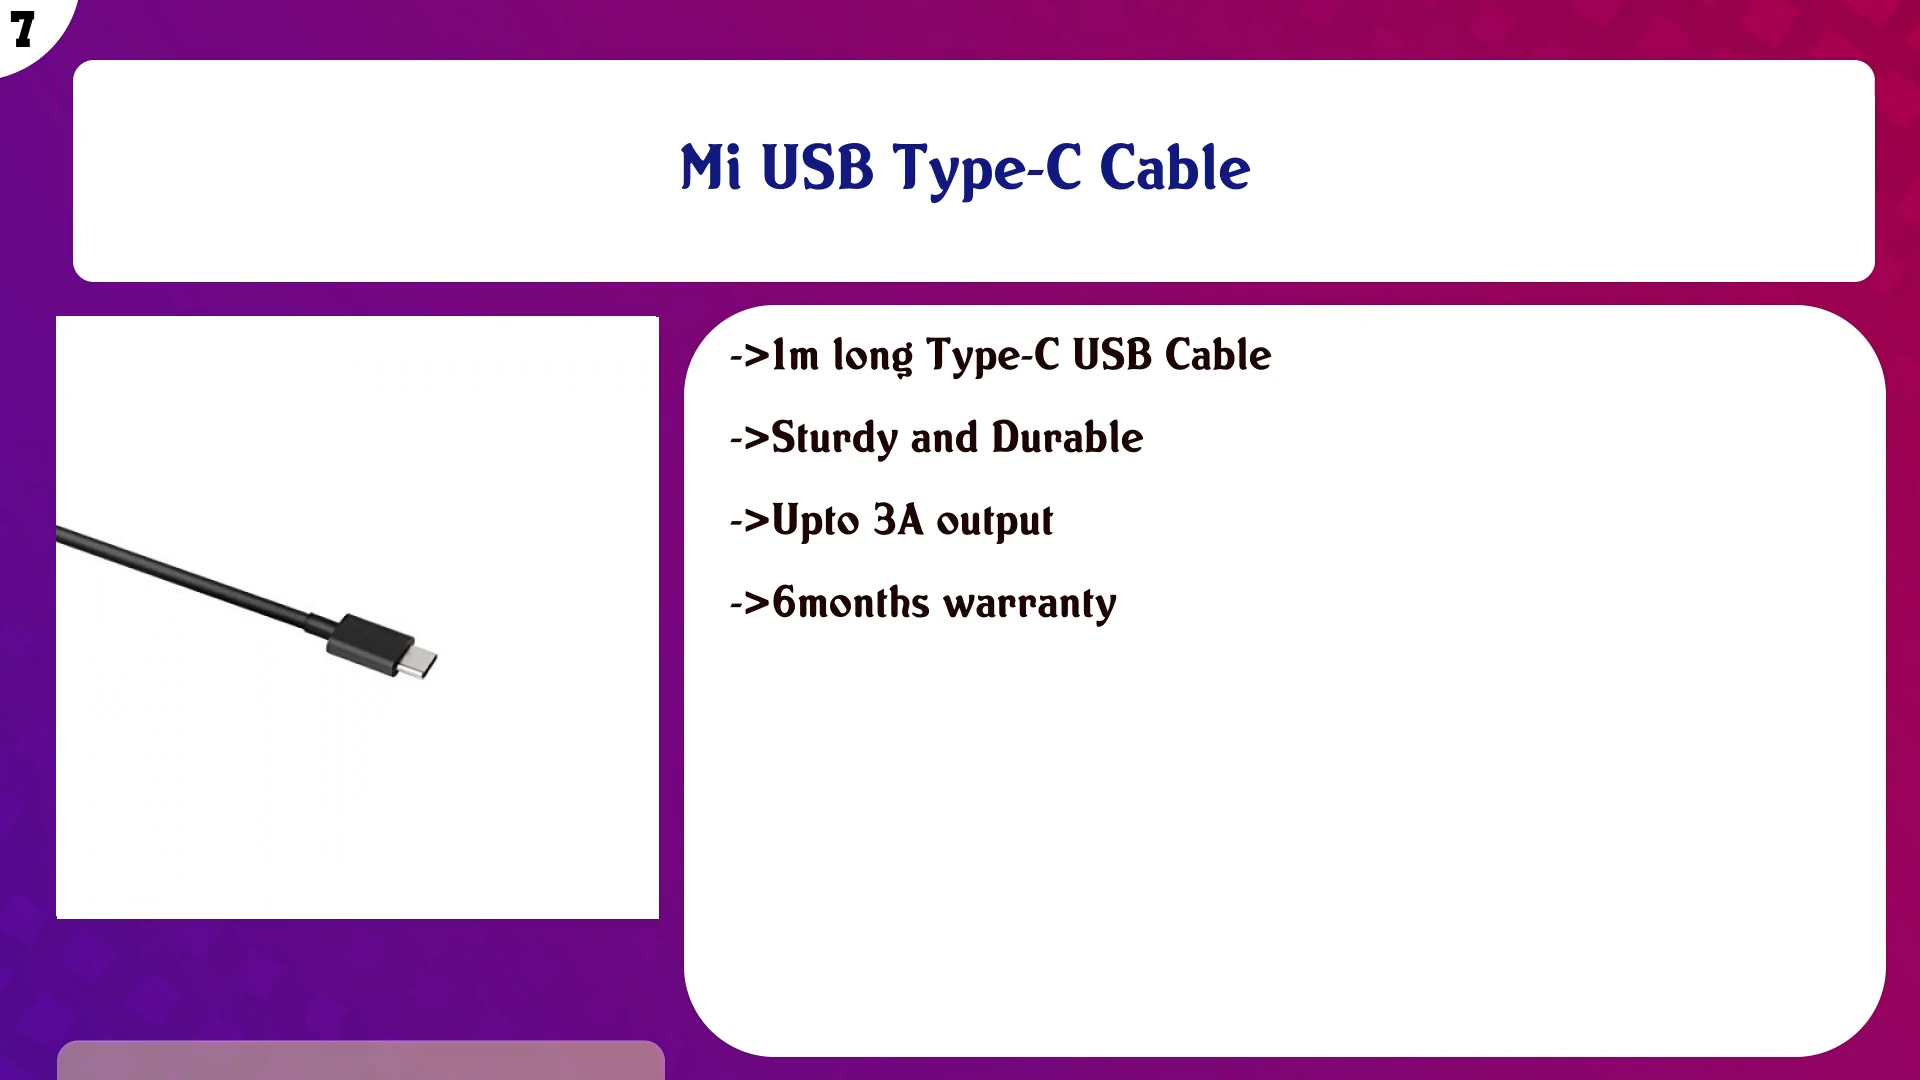 7
Mi USB Type-C Cable
->1m long Type-C USB Cable
->Sturdy and Durable
->Upto 3A output
->6months warranty